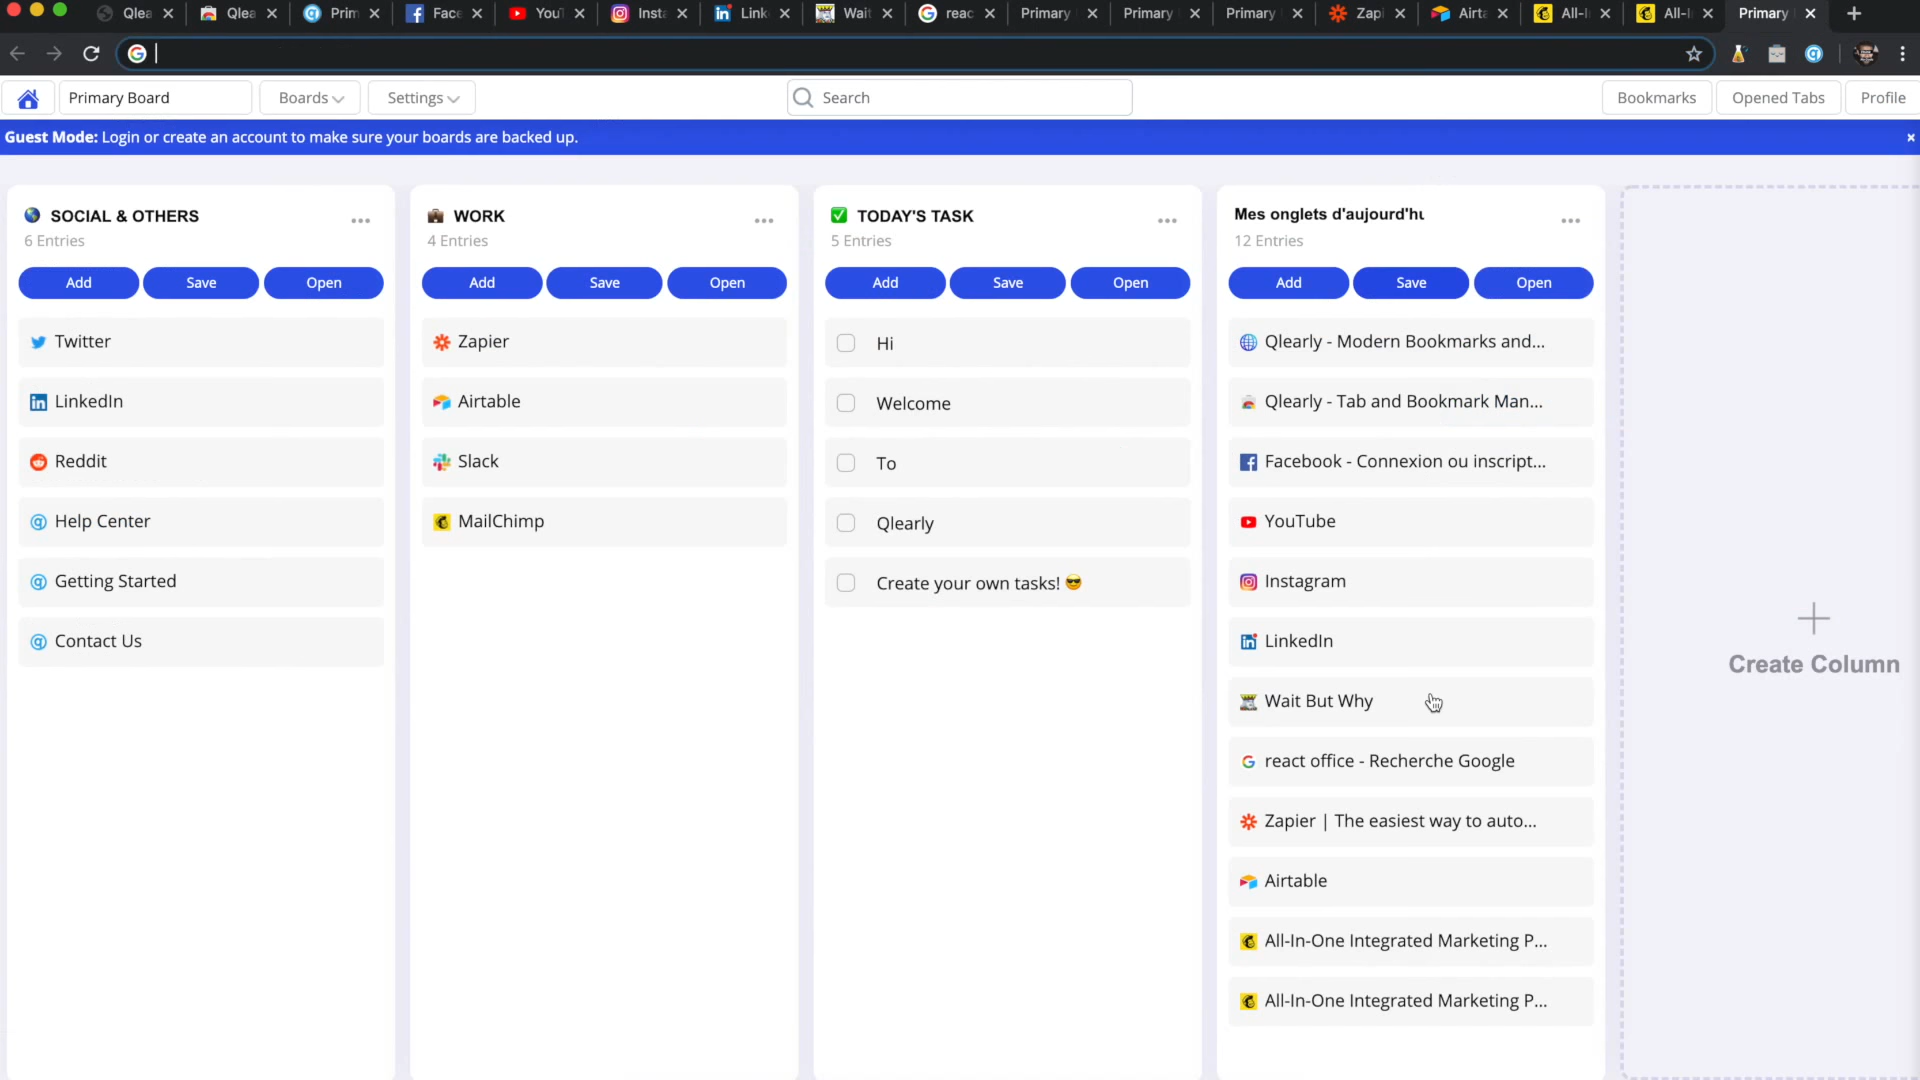 Qlea
Qlea
Prim
Face
YouT
Insta
Link
Wait
reac
Primary
Primary
Primary
Zapi
Airta
All-I
All-I
Primary
Primary Board
Boards
Settings
Search
Bookmarks
Opened Tabs
Profile
Guest Mode: Login or create an account to make sure your boards are backed up.
SOCIAL & OTHERS
6 Entries
Add
Save
Open
Twitter
LinkedIn
Reddit
Help Center
Getting Started
Contact Us
WORK
4 Entries
Add
Save
Open
Zapier
Airtable
Slack
MailChimp
TODAY'S TASK
5 Entries
Add
Save
Open
Hi
Welcome
To
Qlearly
Create your own tasks! 😎
Mes onglets d'aujourd'hu
12 Entries
Add
Save
Open
Qlearly - Modern Bookmarks and...
Qlearly - Tab and Bookmark Man...
Facebook - Connexion ou inscript...
YouTube
Instagram
LinkedIn
Wait But Why
react office - Recherche Google
Zapier | The easiest way to auto...
Airtable
All-In-One Integrated Marketing P...
All-In-One Integrated Marketing P...
Create Column